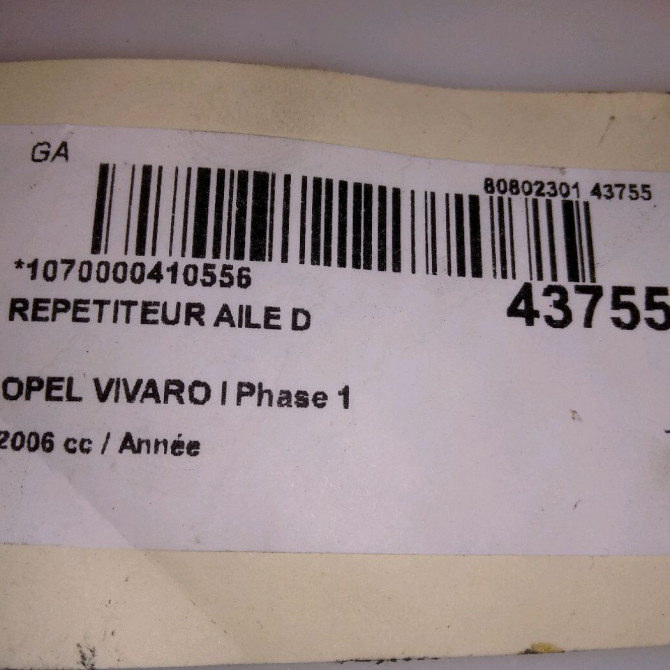 GA
80802301 43755
*1070000410556
43755
REPETITEUR AILE D
OPEL VIVARO I Phase 1
2006 cc / Année